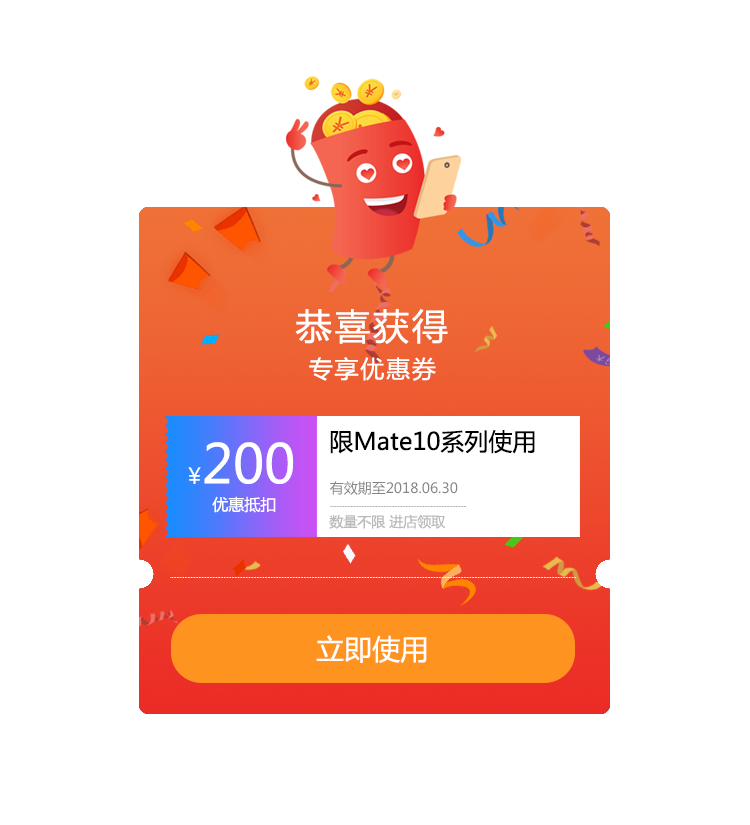 恭喜获得
专享优惠券
¥200
优惠抵扣
限Mate10系列使用
有效期至2018.06.30
数量不限 进店领取
立即使用